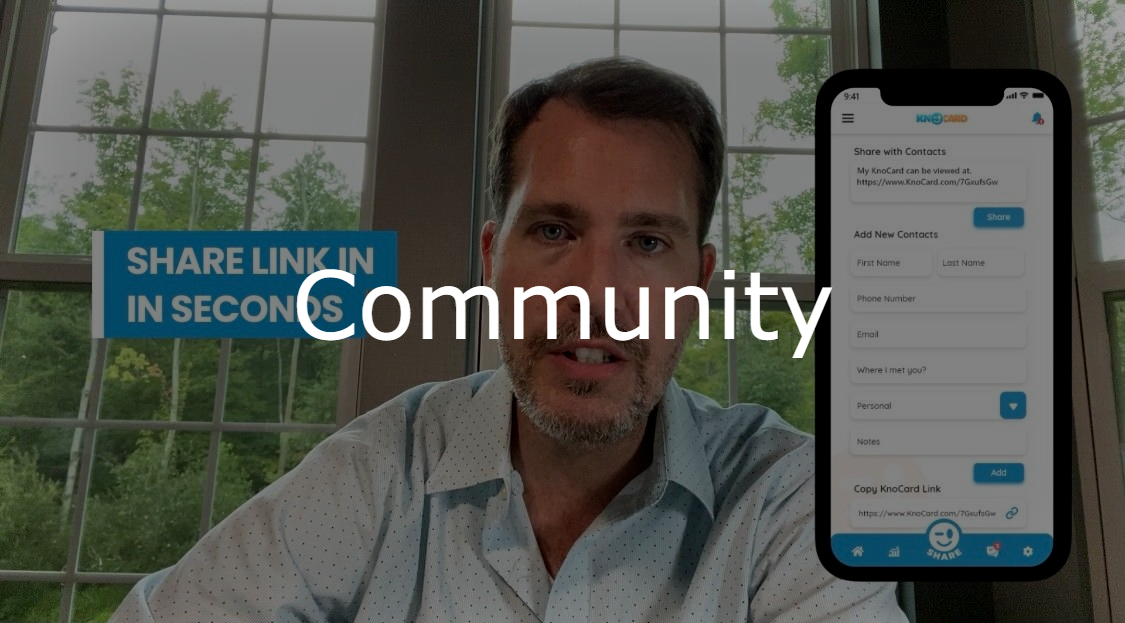 SHARE LINK IN
IN SECONDS
Community
9:41
KNOCARD
Share with Contacts
My KnoCard can be viewed at.
https://www.KnoCard.com/7GxufsGw
Share
Add New Contacts
First Name
Last Name
Phone Number
Email
Where i met you?
Personal
Notes
Add
Copy KnoCard Link
https://www.KnoCard.com/7GxufsGw
SHARE